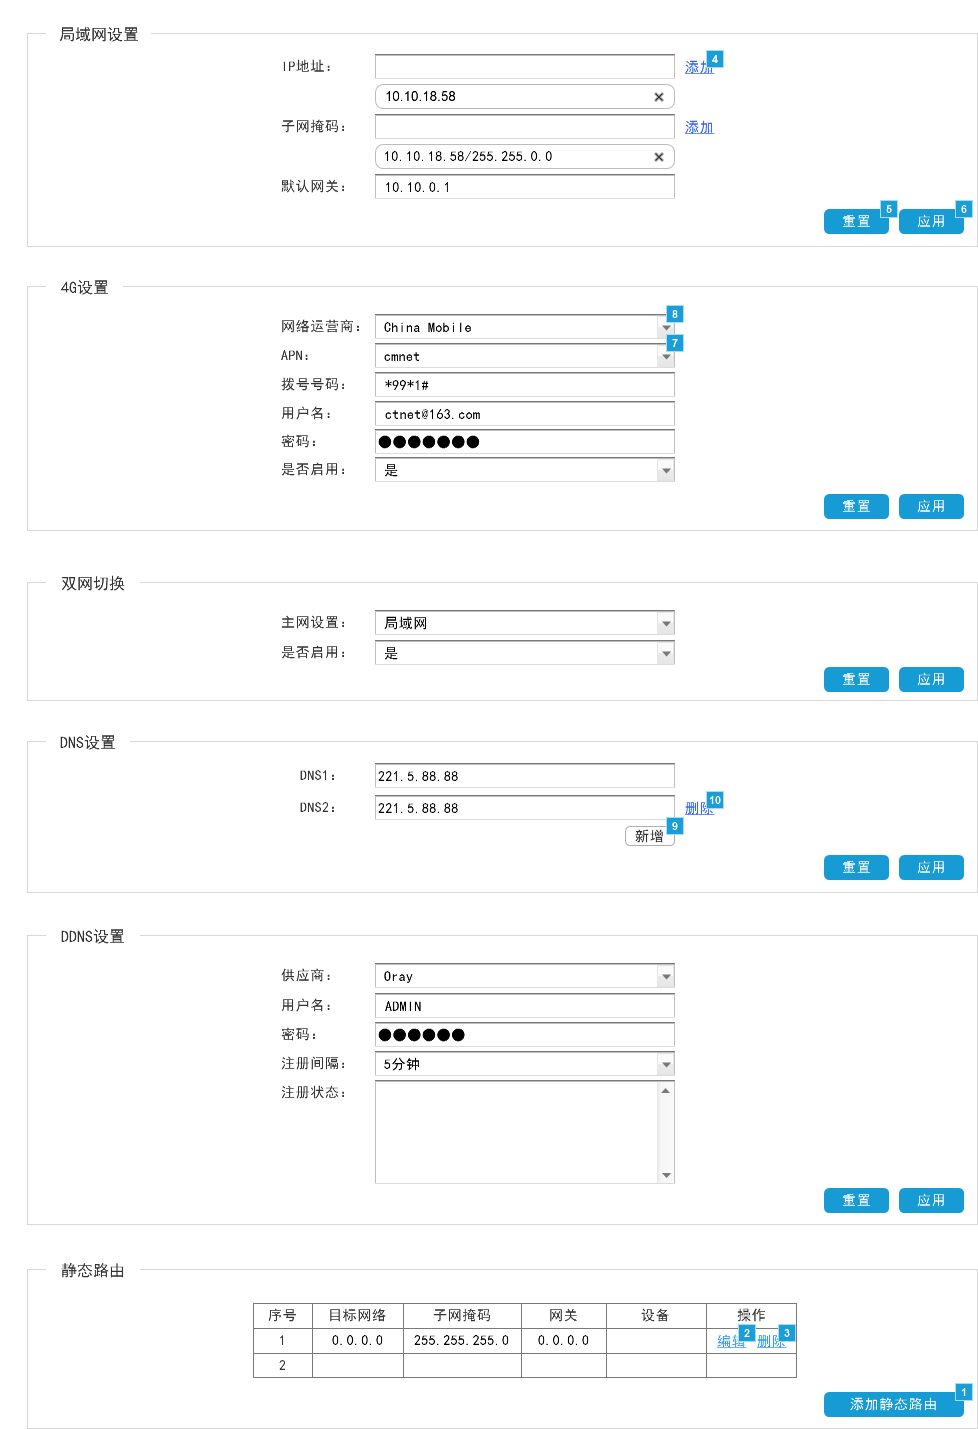 局域网设置
IP地址： 添加 4
10.10.18.58 ×
子网掩码： 添加
10.10.18.58/255.255.0.0 ×
默认网关： 10.10.0.1
重置 5 应用 6
4G设置
网络运营商： China Mobile 8
APN： cmnet 7
拨号号码： *99*1#
用户名： ctnet@163.com
密码： ●●●●●●●
是否启用： 是
重置 应用
双网切换
主网设置： 局域网
是否启用： 是
重置 应用
DNS设置
DNS1： 221.5.88.88
DNS2： 221.5.88.88 删除 10
新增 9
重置 应用
DDNS设置
供应商： Oray
用户名： ADMIN
密码： ●●●●●●
注册间隔： 5分钟
注册状态：
重置 应用
静态路由
序号 目标网络 子网掩码 网关 设备 操作
1 0.0.0.0 255.255.255.0 0.0.0.0 编辑 2 删除 3
2
添加静态路由 1